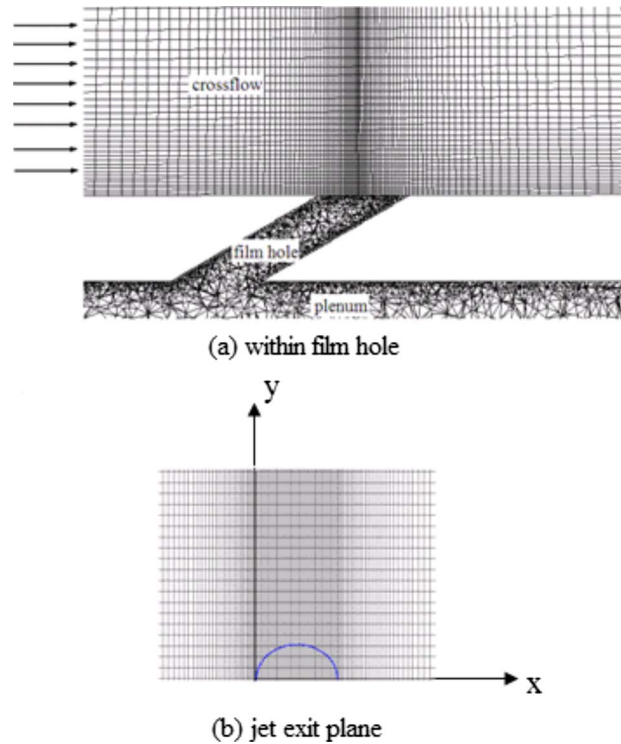 crossflow
film hole
plenum
(a) within film hole
y
x
(b) jet exit plane